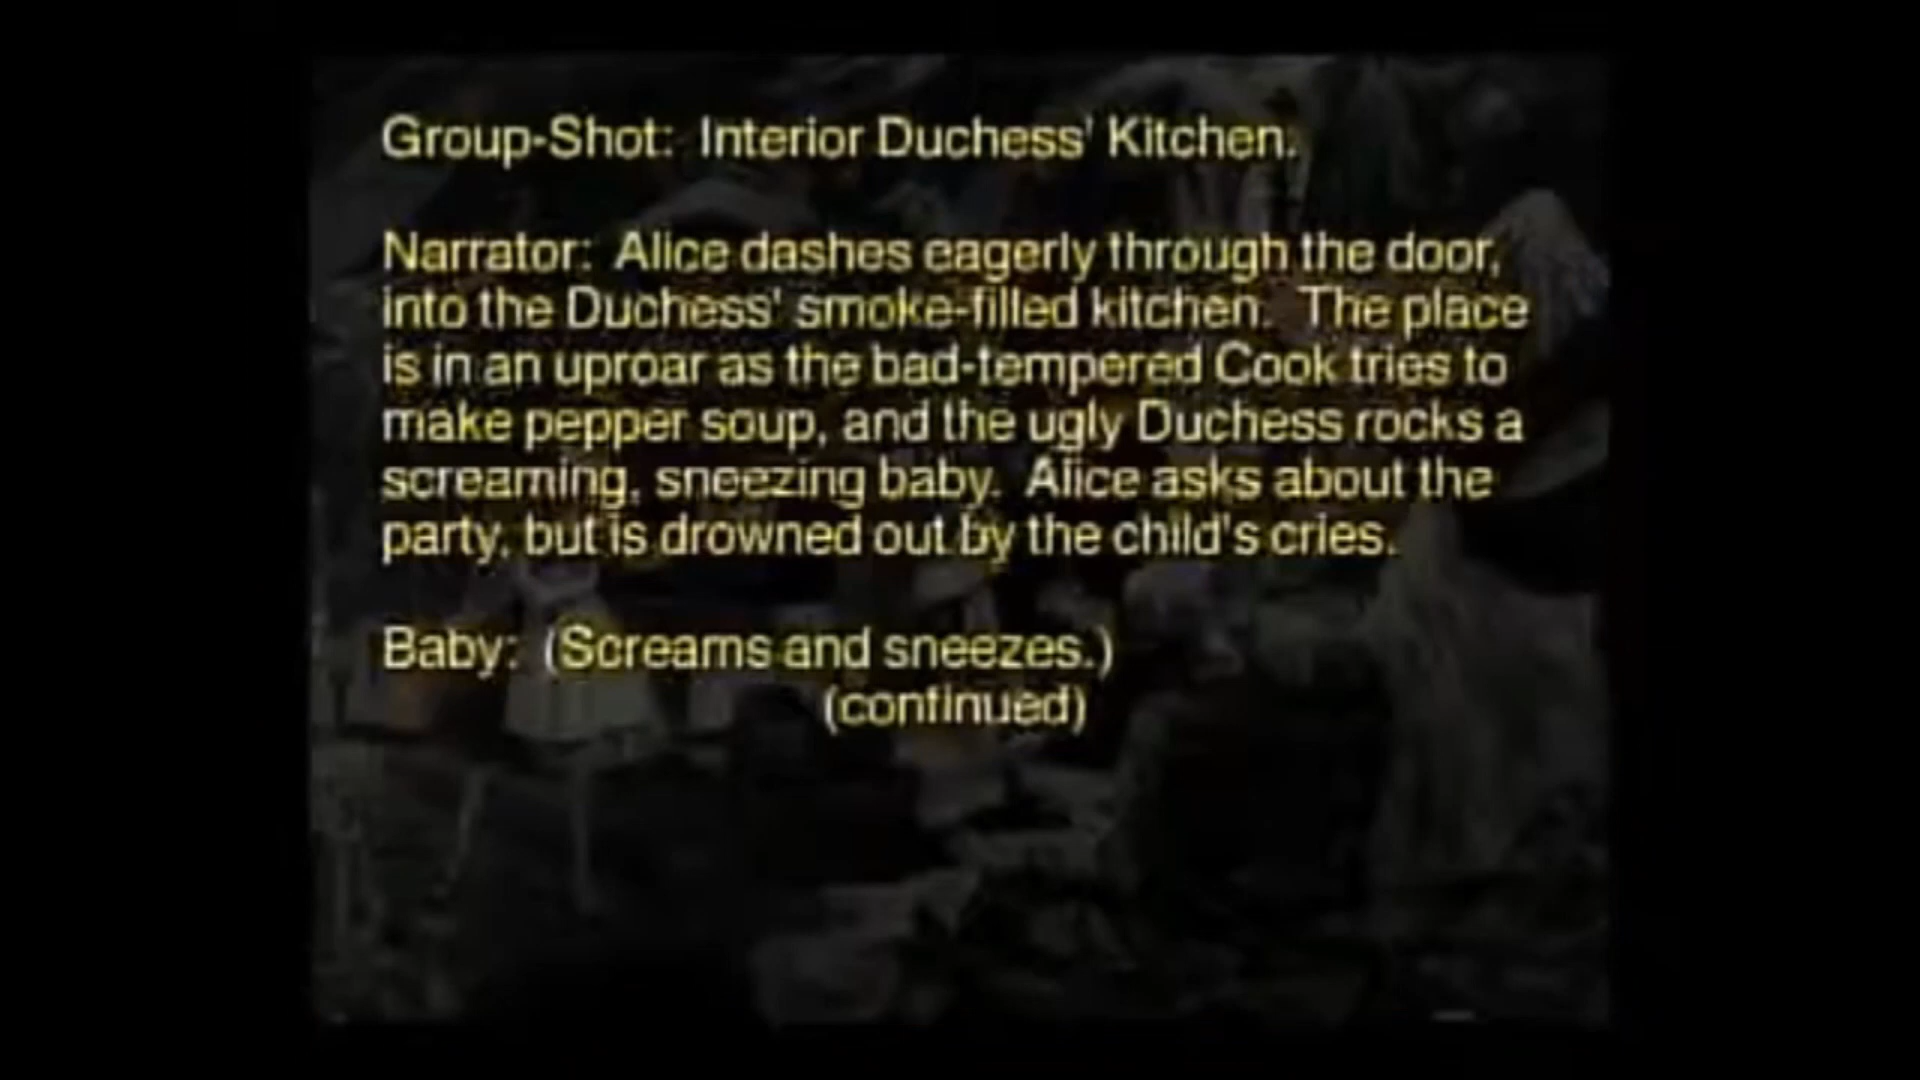 Group-Shot:  Interior Duchess' Kitchen.
Narrator:  Alice dashes eagerly through the door,
into the Duchess' smoke-filled kitchen.  The place
is in an uproar as the bad-tempered Cook tries to
make pepper soup, and the ugly Duchess rocks a
screaming, sneezing baby.  Alice asks about the
party, but is drowned out by the child's cries.
Baby:  (Screams and sneezes.)
(continued)